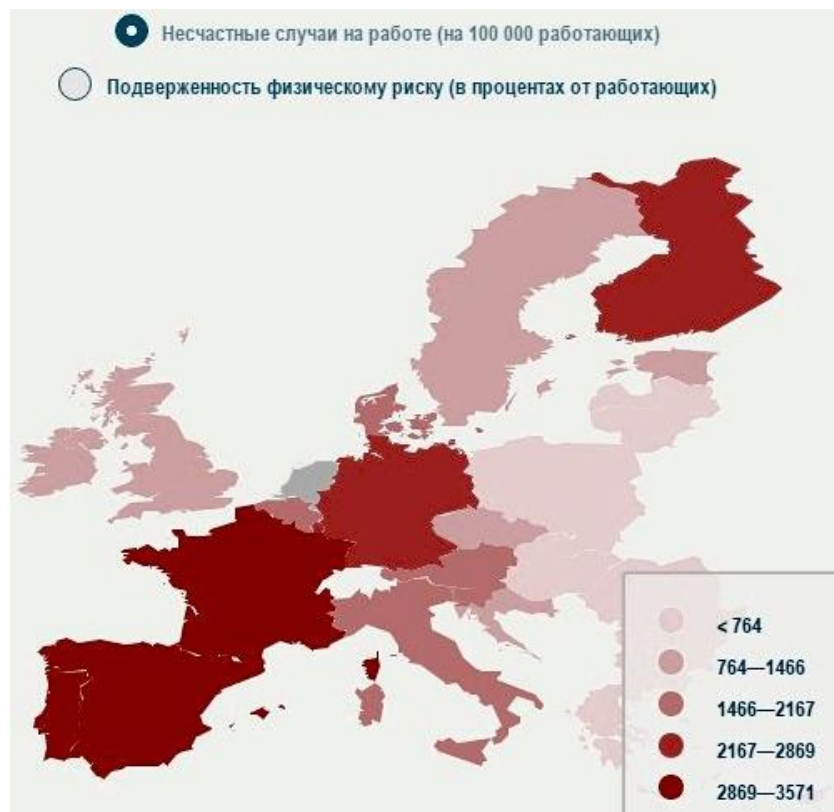 Несчастные случаи на работе (на 100 000 работающих)
Подверженность физическому риску (в процентах от работающих)
< 764
764—1466
1466—2167
2167—2869
2869—3571